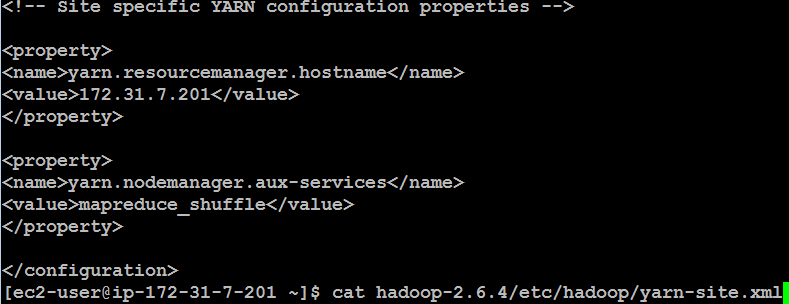 <!-- Site specific YARN configuration properties -->
<property>
<name>yarn.resourcemanager.hostname</name>
<value>172.31.7.201</value>
</property>
<property>
<name>yarn.nodemanager.aux-services</name>
<value>mapreduce_shuffle</value>
</property>
</configuration>
[ec2-user@ip-172-31-7-201 ~]$ cat hadoop-2.6.4/etc/hadoop/yarn-site.xml